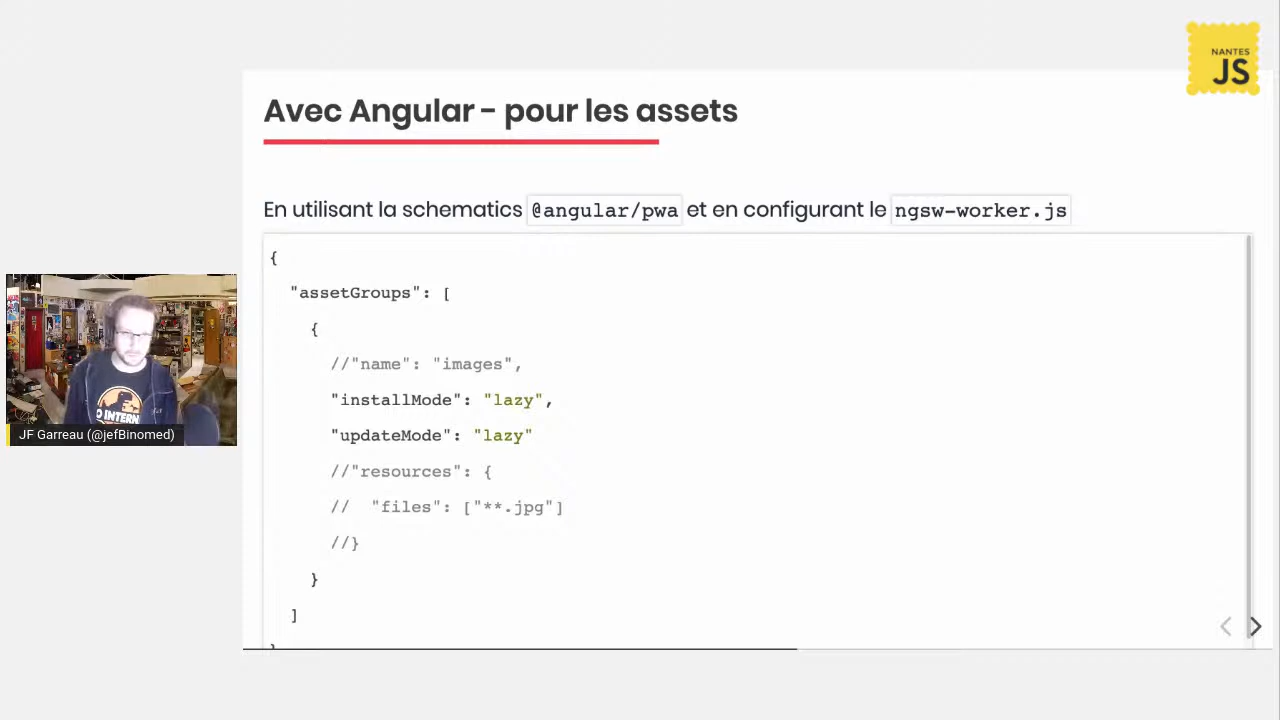 NANTES
JS
Avec Angular - pour les assets
En utilisant la schematics @angular/pwa et en configurant le ngsw-worker.js
{
"assetGroups": [
{
//"name": "images",
"installMode": "lazy",
"updateMode": "lazy"
//"resources": {
//  "files": ["**.jpg"]
//}
}
]
}
O INTERN
JF Garreau (@jefBinomed)